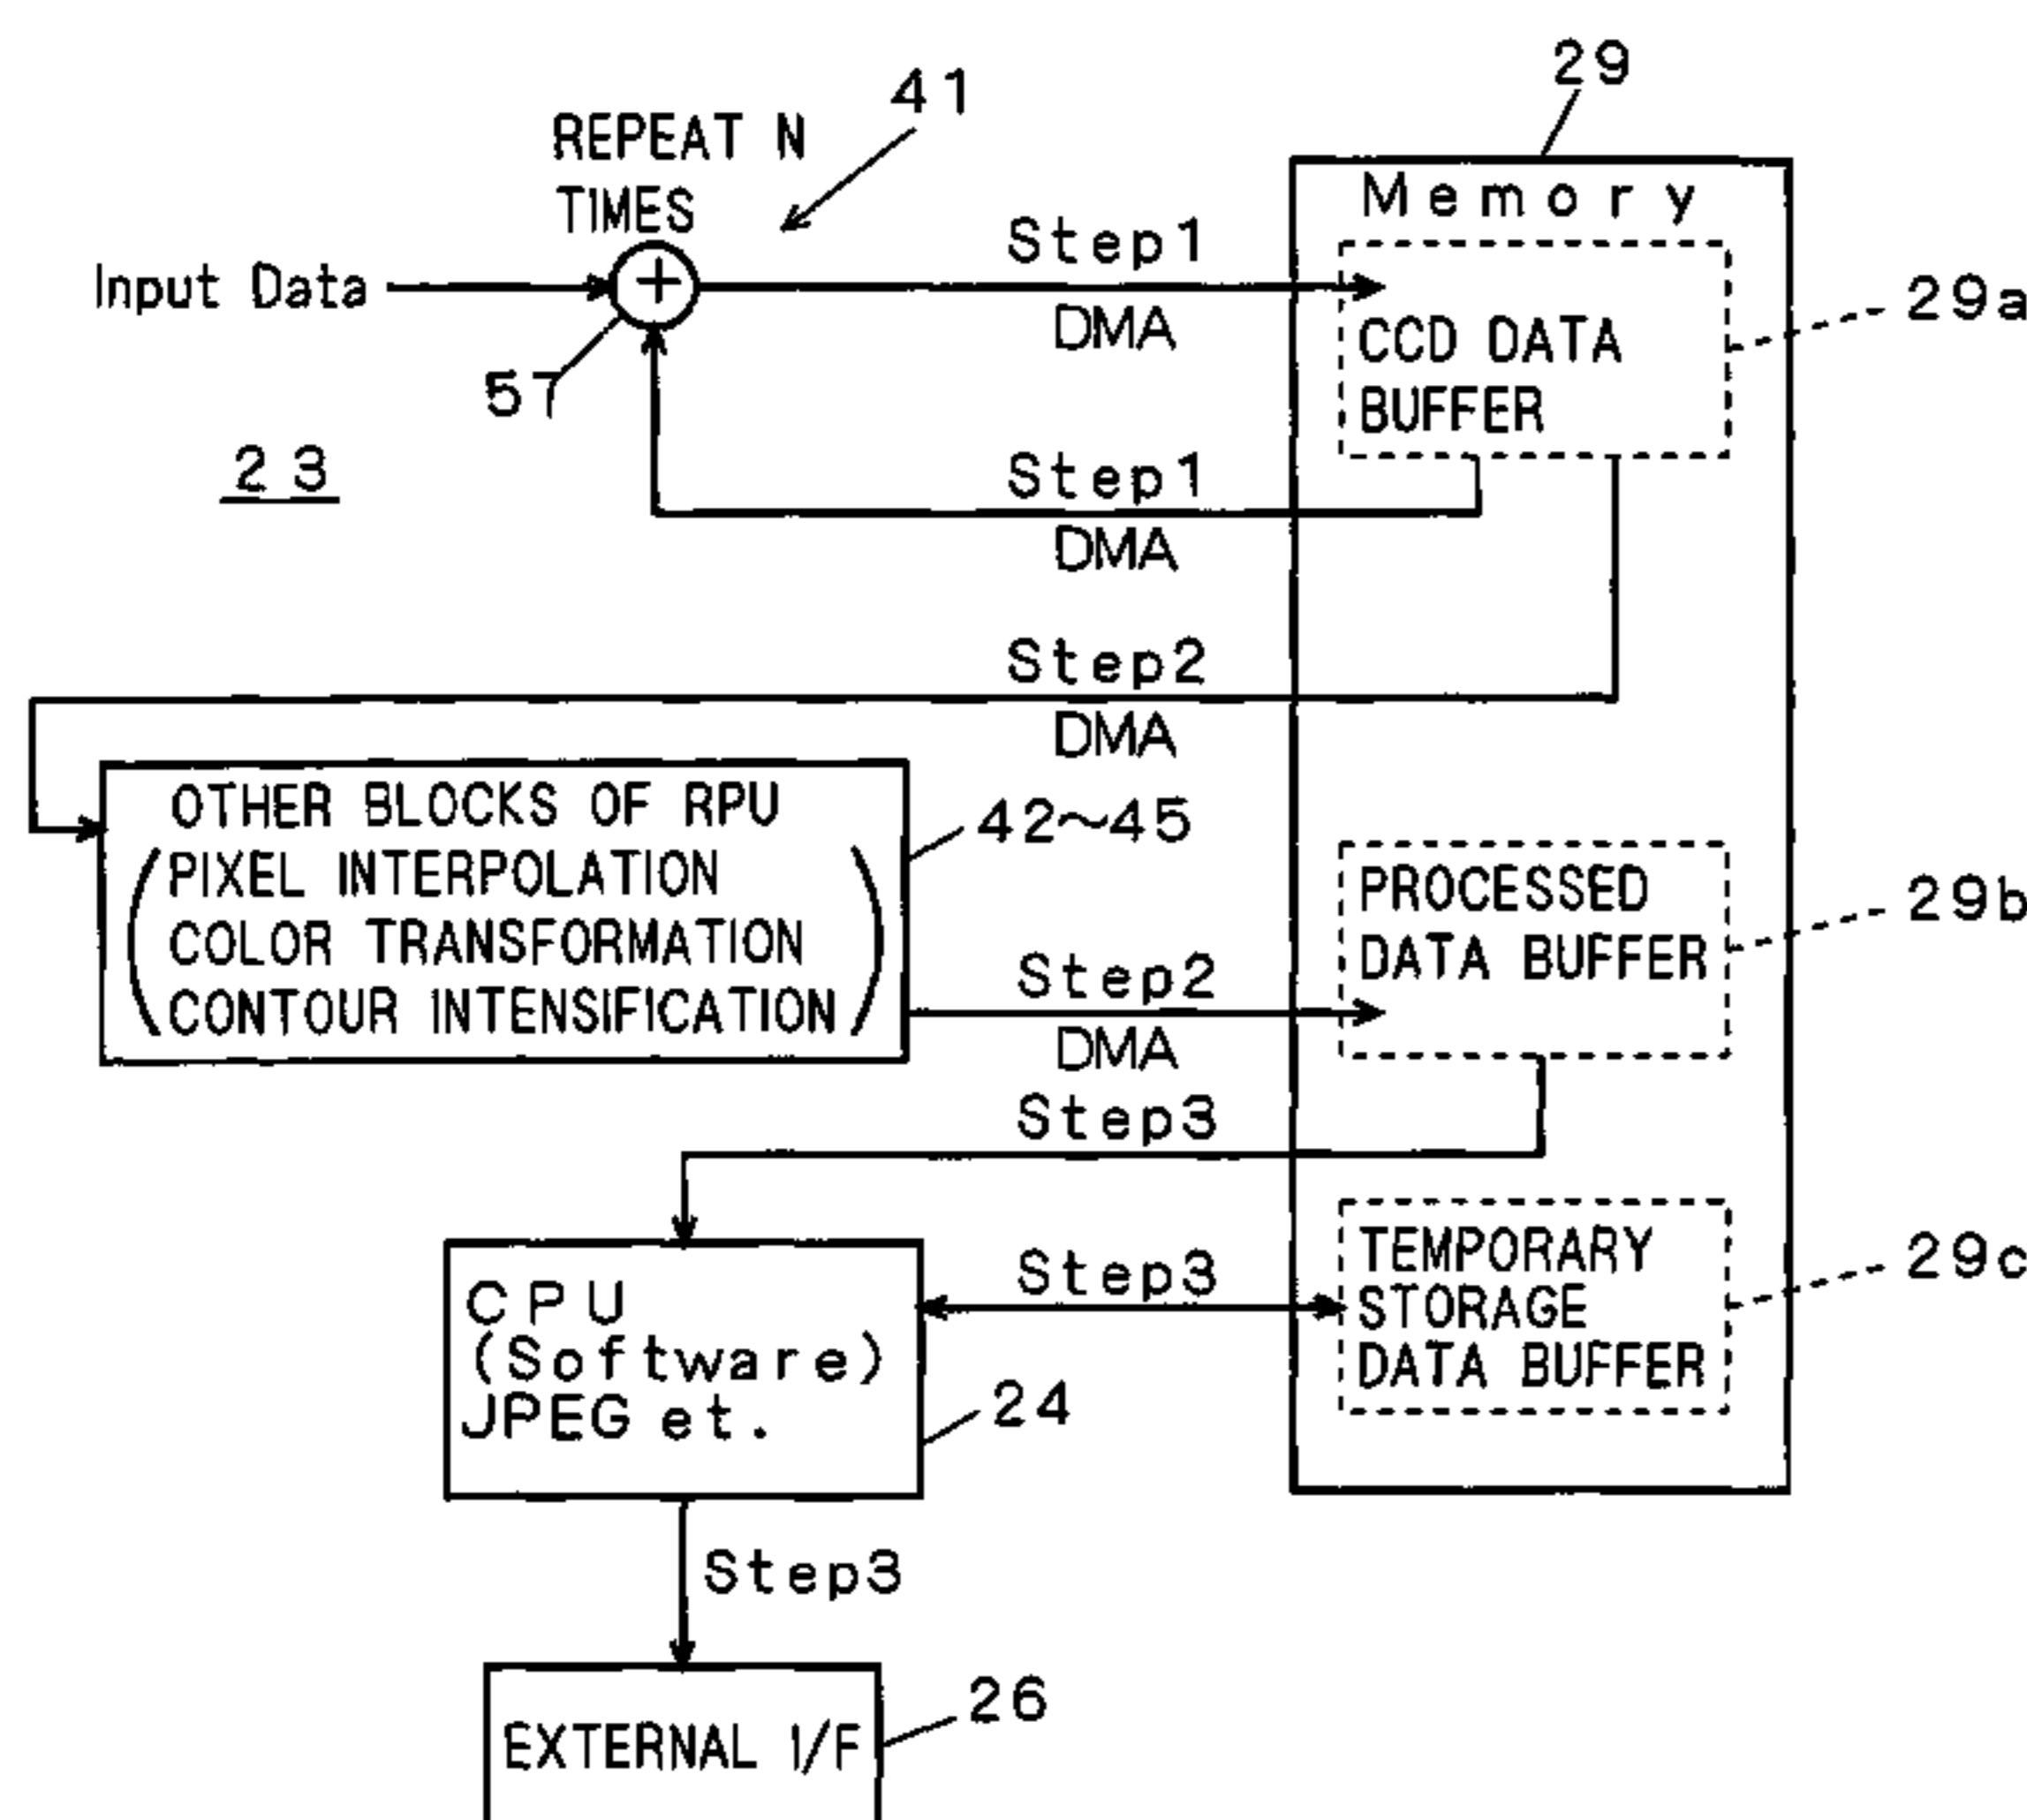 29
41
REPEAT N
TIMES
Memory
Step1
Input Data
+
DMA
CCD DATA
BUFFER
29a
57
23
Step1
DMA
Step2
DMA
OTHER BLOCKS OF RPU
(PIXEL INTERPOLATION
COLOR TRANSFORMATION
CONTOUR INTENSIFICATION)
42~45
PROCESSED
DATA BUFFER
29b
Step2
DMA
Step3
CPU
(Software)
JPEG et.
24
Step3
TEMPORARY
STORAGE
DATA BUFFER
29c
Step3
EXTERNAL I/F
26